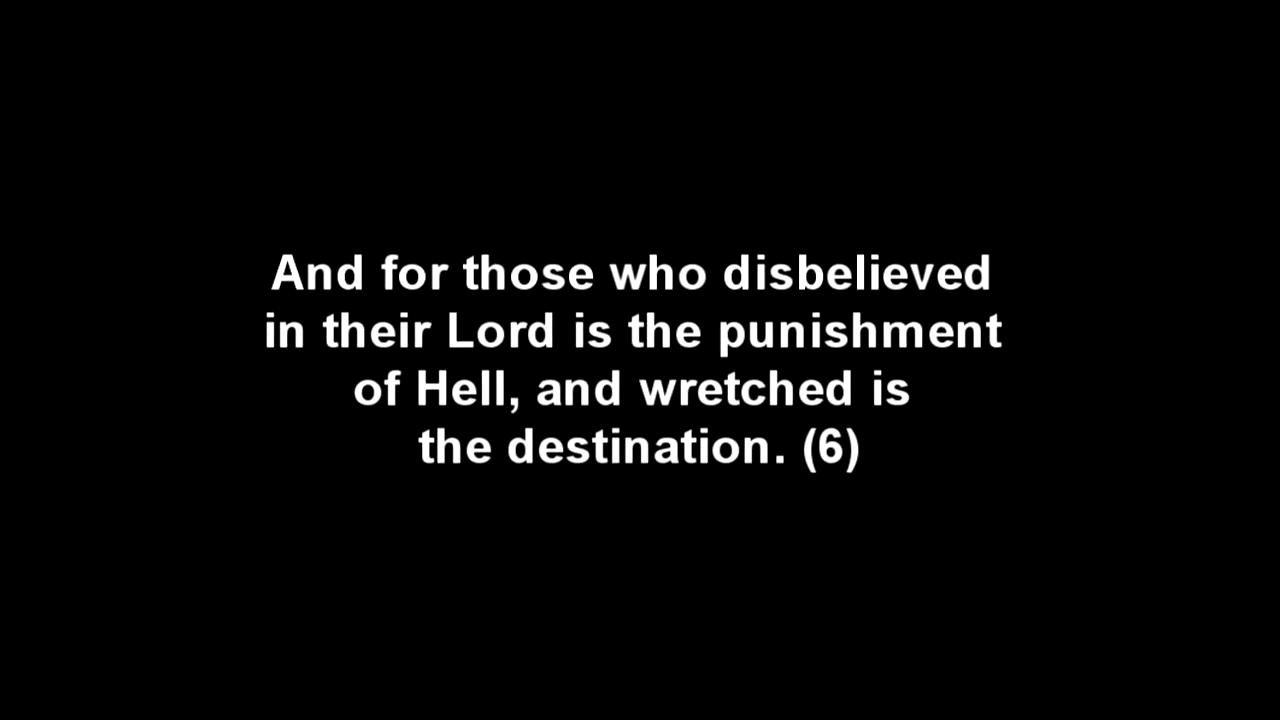 And for those who disbelieved
in their Lord is the punishment
of Hell, and wretched is
the destination. (6)